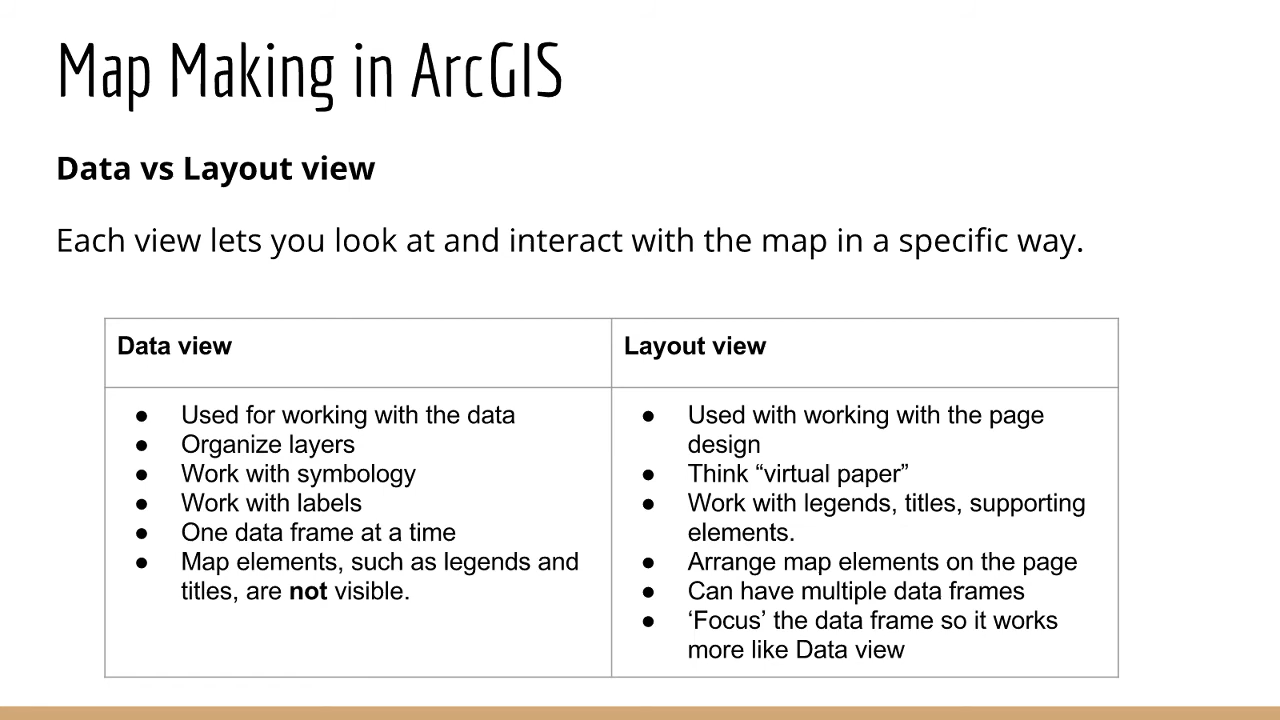 Map Making in ArcGIS
Data vs Layout view
Each view lets you look at and interact with the map in a specific way.
Data view
● Used for working with the data
● Organize layers
● Work with symbology
● Work with labels
● One data frame at a time
● Map elements, such as legends and
titles, are not visible.
Layout view
● Used with working with the page
design
● Think “virtual paper”
● Work with legends, titles, supporting
elements.
● Arrange map elements on the page
● Can have multiple data frames
● ‘Focus’ the data frame so it works
more like Data view